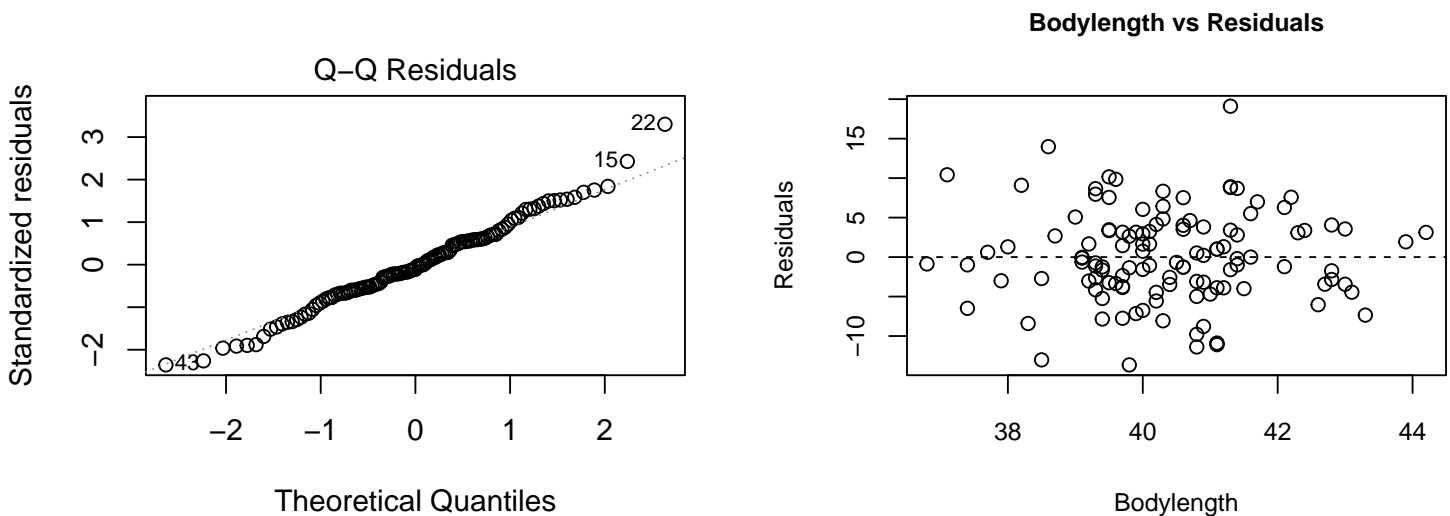 Q−Q Residuals
Standardized residuals
3
2
1
0
−2
22
15
43
−2 −1 0 1 2
Theoretical Quantiles
Bodylength vs Residuals
Residuals
15
5
0
−10
38 40 42 44
Bodylength